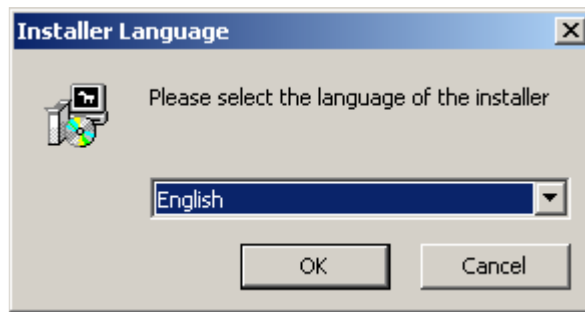 Installer Language
Please select the language of the installer
English
OK
Cancel